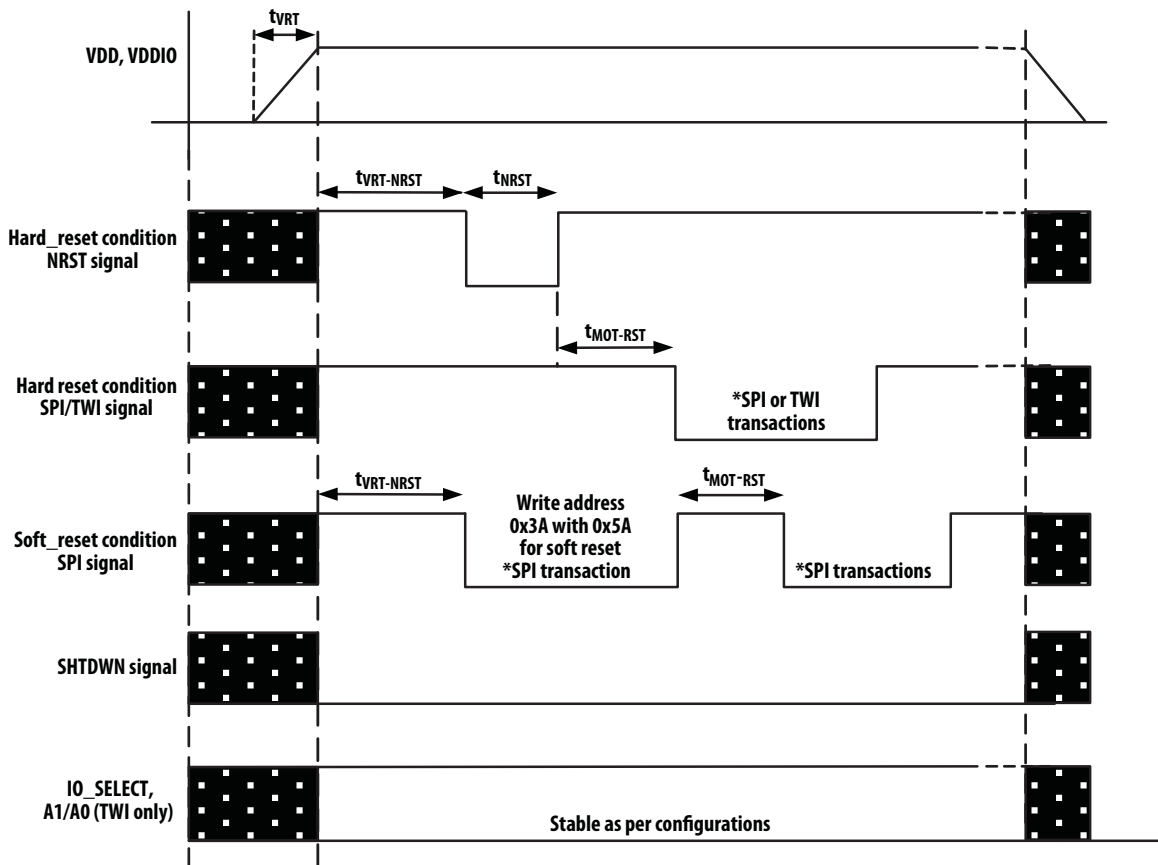 tVRT
VDD, VDDIO
tVRT-NRST
tNRST
Hard_reset condition
NRST signal
tMOT-RST
Hard reset condition
SPI/TWI signal
*SPI or TWI
transactions
tVRT-NRST
tMOT-RST
Write address
0x3A with 0x5A
for soft reset
*SPI transaction
Soft_reset condition
SPI signal
*SPI transactions
SHTDWN signal
IO_SELECT,
A1/A0 (TWI only)
Stable as per configurations